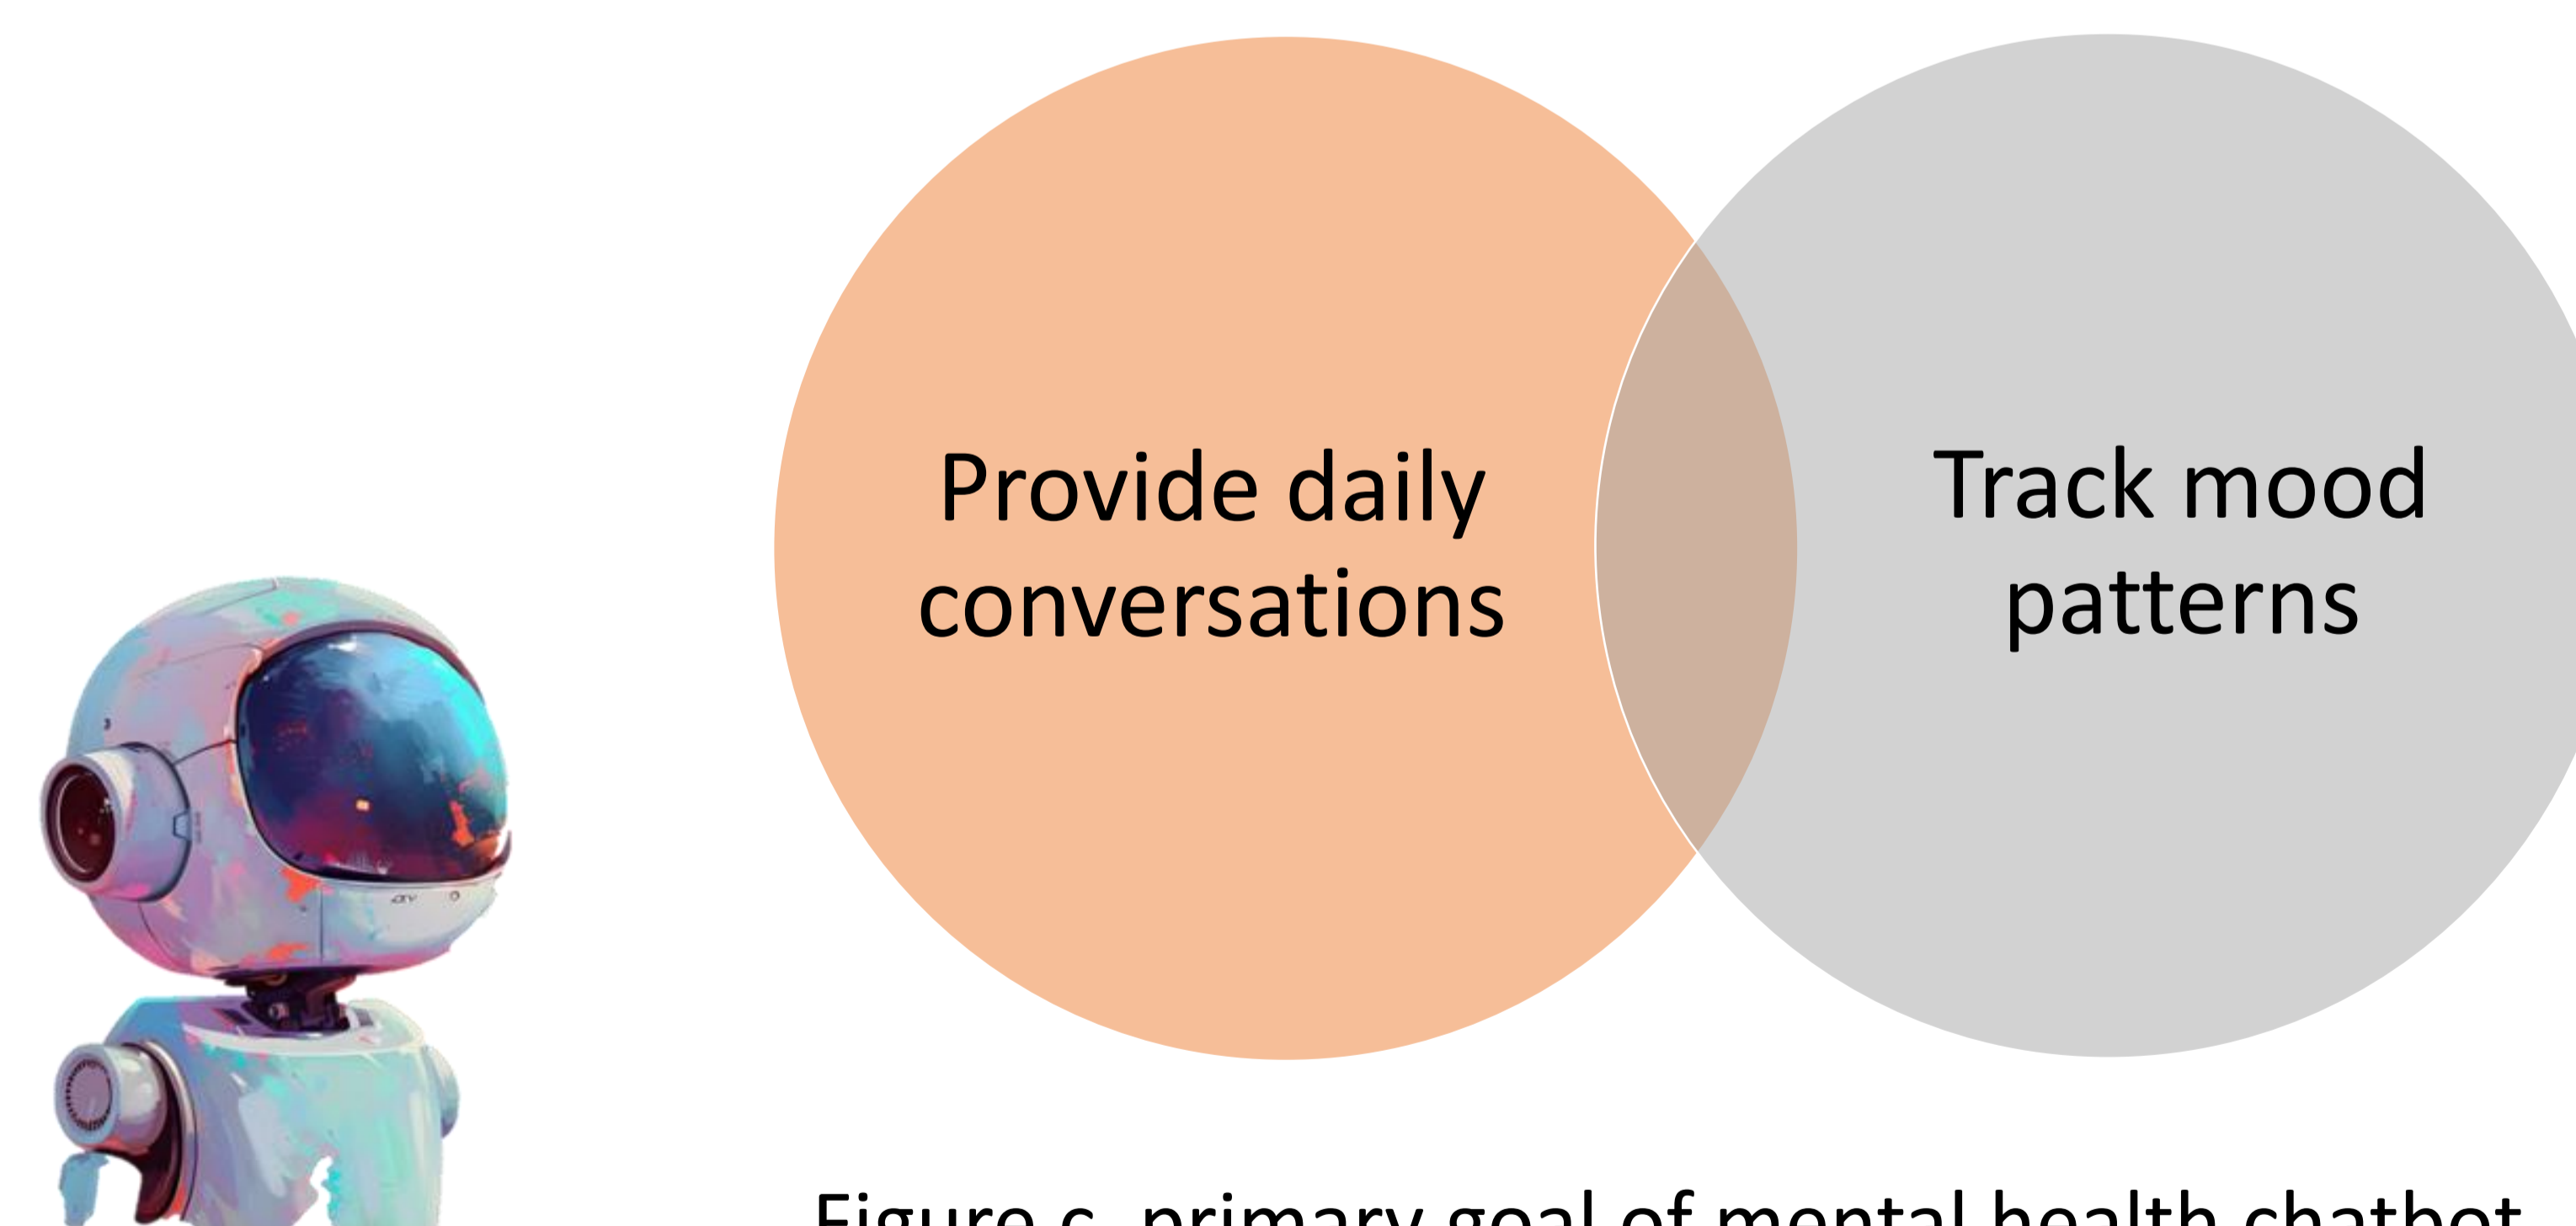 Provide daily
conversations
Track mood
patterns
Figure c. primary goal of mental health chatbot